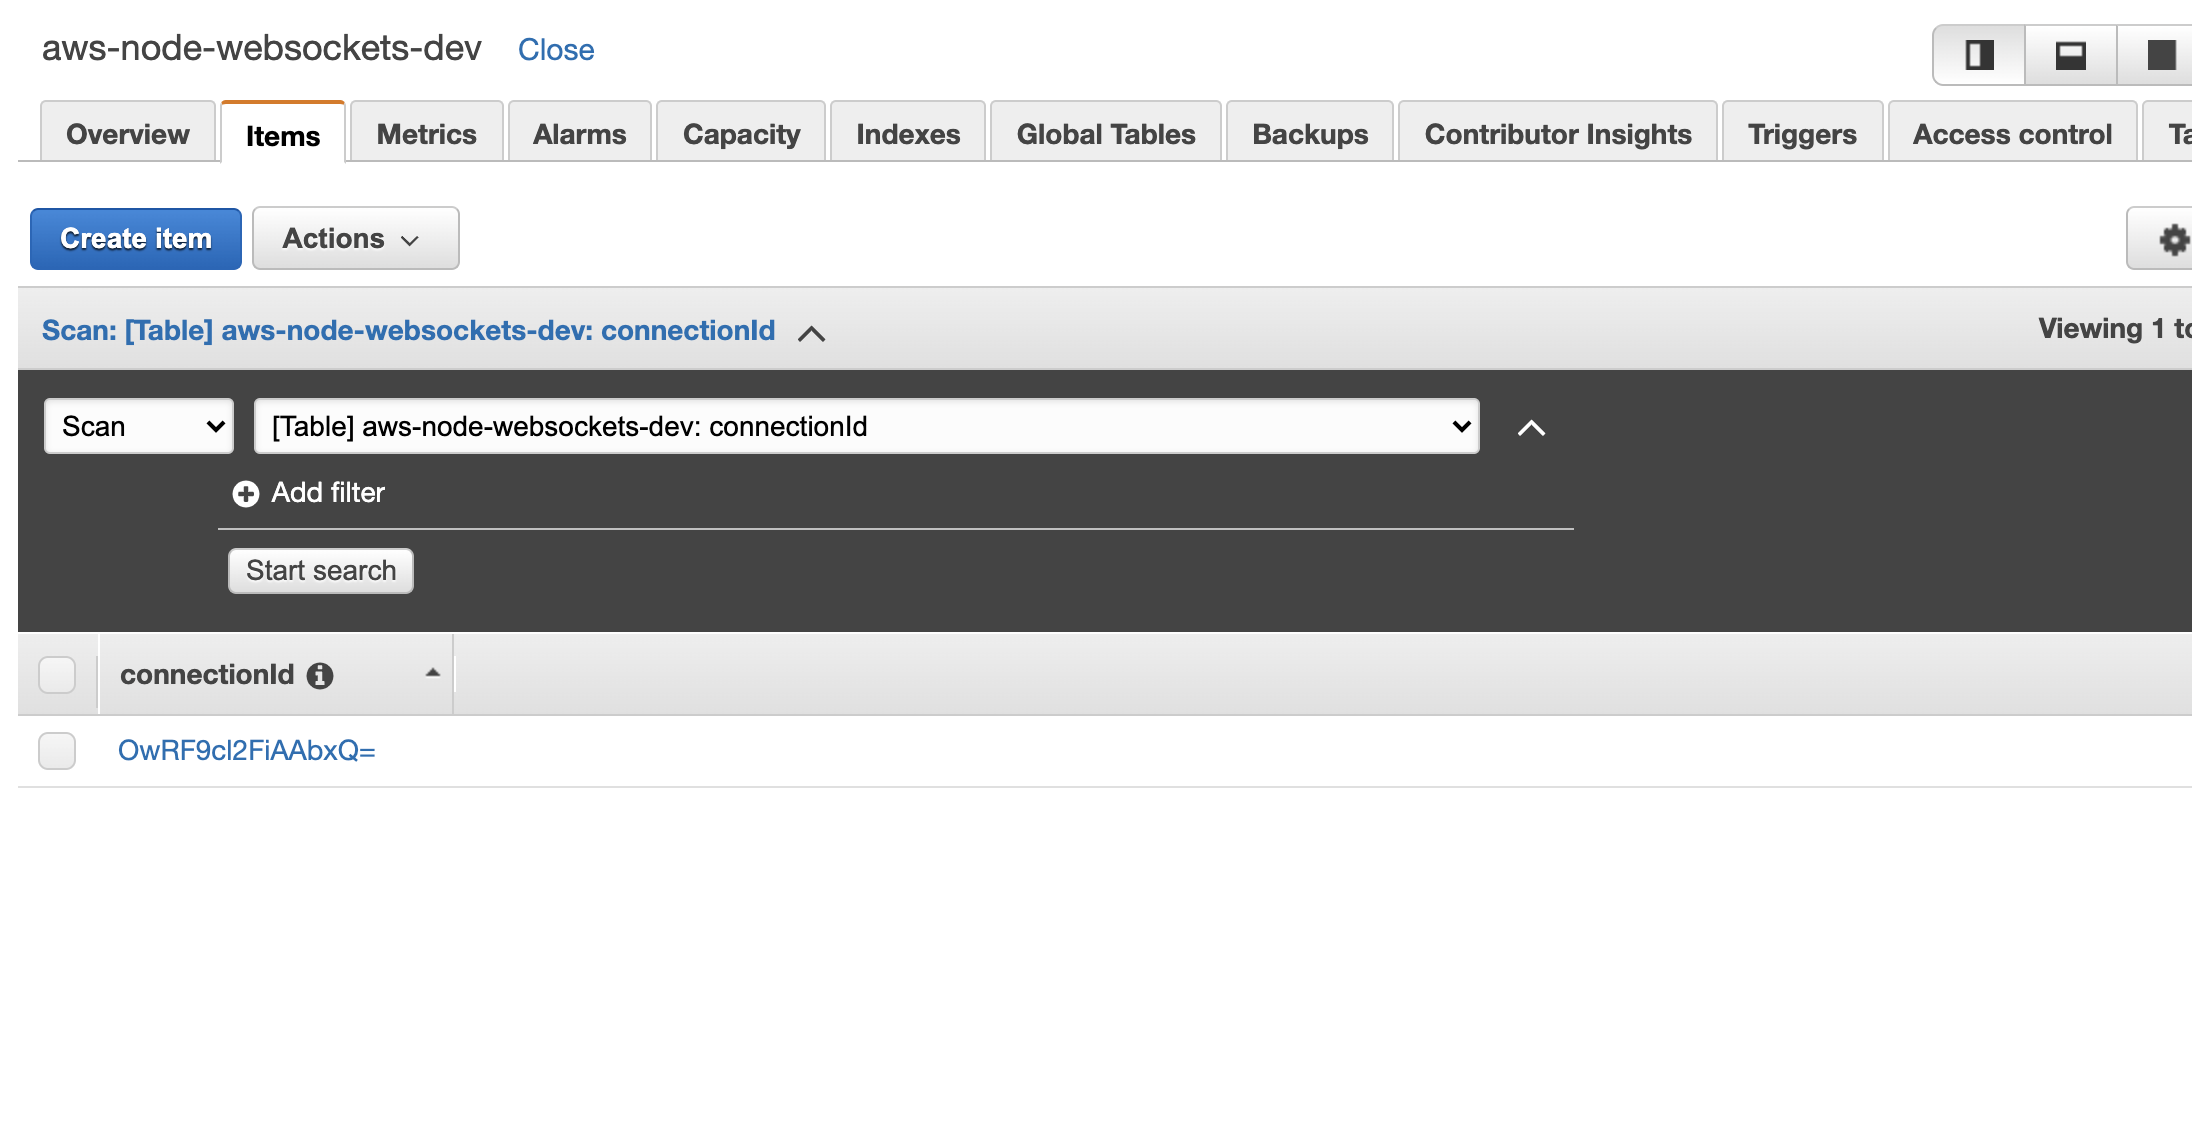 aws-node-websockets-dev Close
Overview Items Metrics Alarms Capacity Indexes Global Tables Backups Contributor Insights Triggers Access control Ta
Create item Actions
Scan: [Table] aws-node-websockets-dev: connectionId Viewing 1 to
Scan [Table] aws-node-websockets-dev: connectionId
Add filter
Start search
connectionId
OwRF9cl2FiAAbxQ=